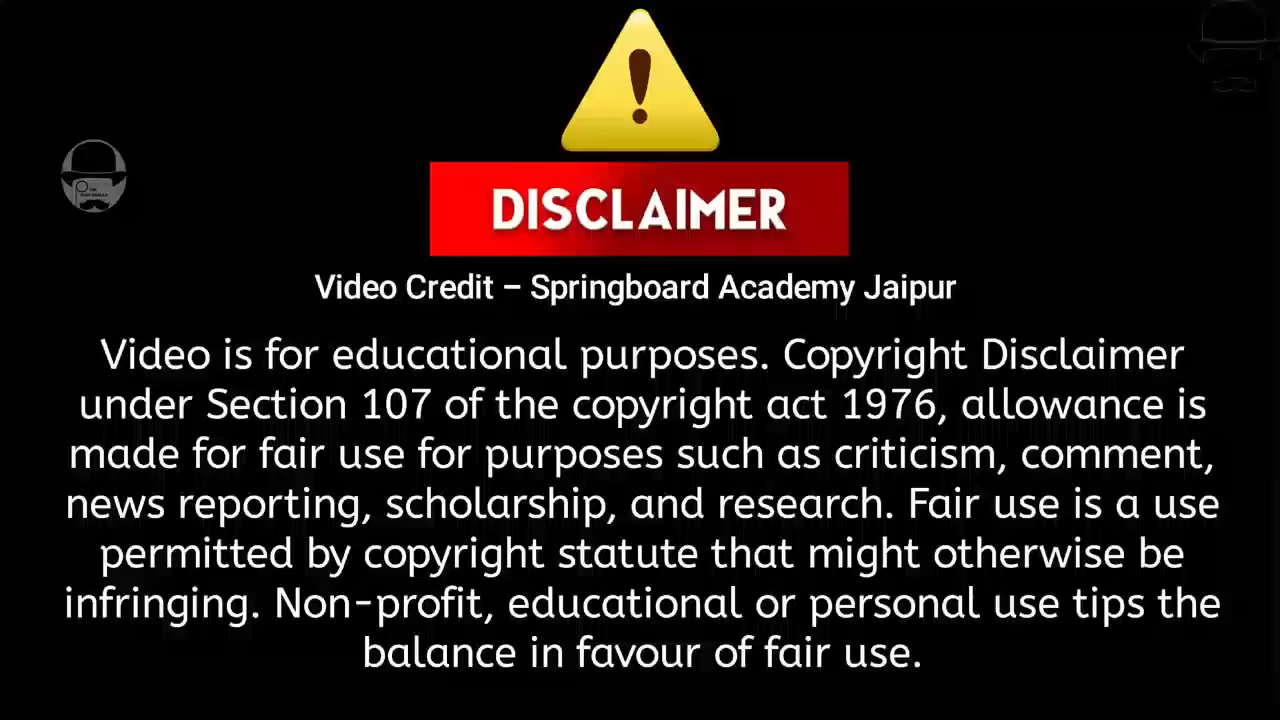 DISCLAIMER
Video Credit – Springboard Academy Jaipur
Video is for educational purposes. Copyright Disclaimer
under Section 107 of the copyright act 1976, allowance is
made for fair use for purposes such as criticism, comment,
news reporting, scholarship, and research. Fair use is a use
permitted by copyright statute that might otherwise be
infringing. Non-profit, educational or personal use tips the
balance in favour of fair use.